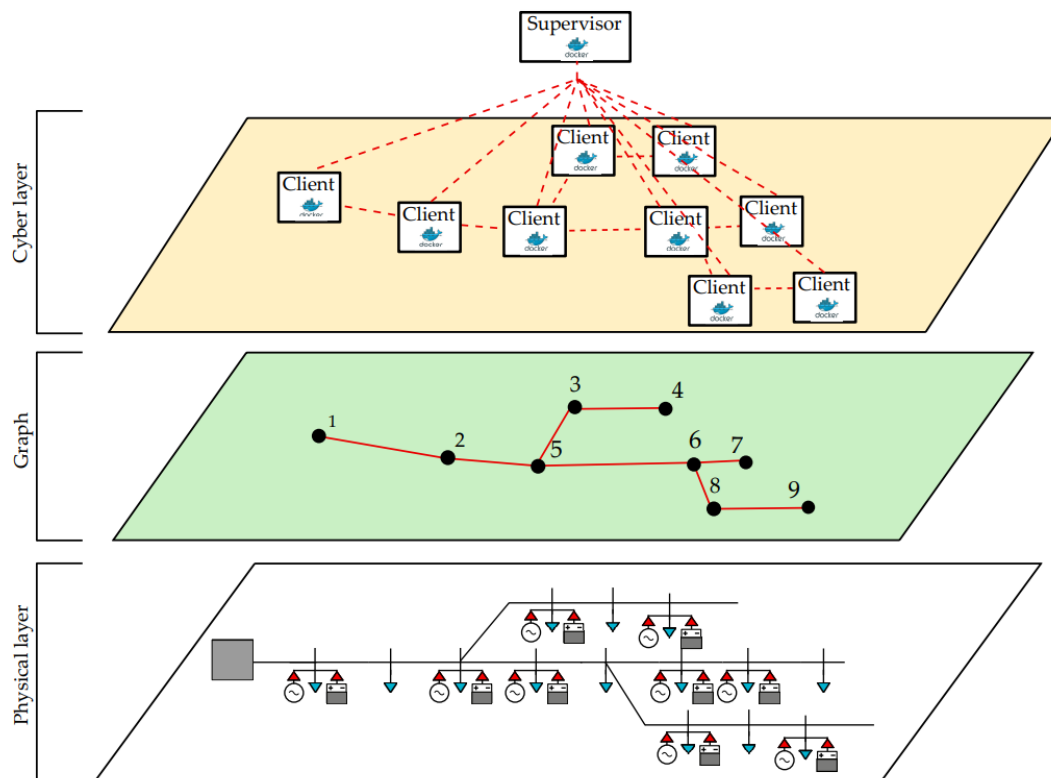 Supervisor
docker
Cyber layer
Client
docker
Client
docker
Client
docker
Client
docker
Client
docker
Client
docker
Client
docker
Client
docker
Client
docker
Graph
1
2
3
4
5
6
7
8
9
Physical layer